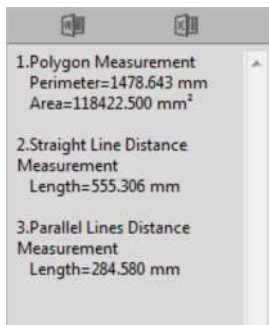 1.Polygon Measurement
Perimeter=1478.643 mm
Area=118422.500 mm²
2.Straight Line Distance
Measurement
Length=555.306 mm
3.Parallel Lines Distance
Measurement
Length=284.580 mm